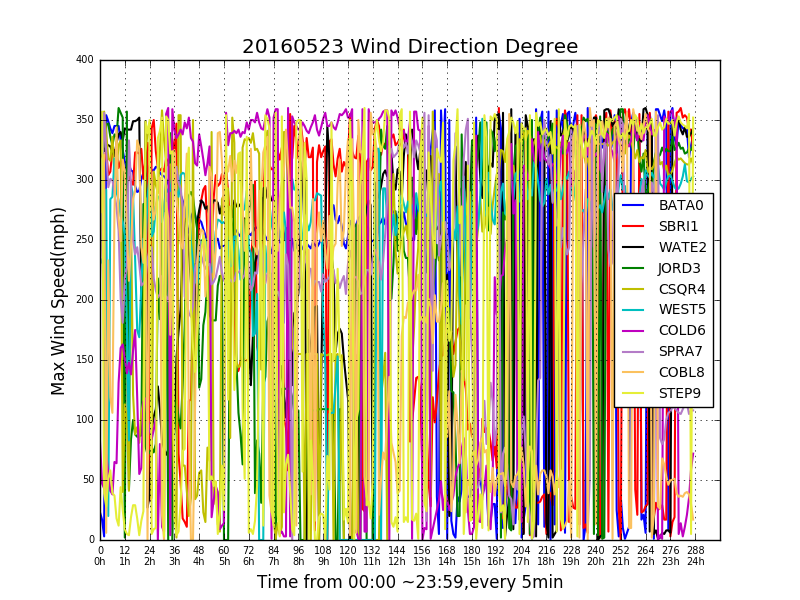 20160523 Wind Direction Degree
Max Wind Speed(mph)
400
350
300
250
200
150
100
50
0
BATA0
SBRI1
WATE2
JORD3
CSQR4
WEST5
COLD6
SPRA7
COBL8
STEP9
0 12 24 36 48 60 72 84 96 108 120 132 144 156 168 180 192 204 216 228 240 252 264 276 288
0h 1h 2h 3h 4h 5h 6h 7h 8h 9h 10h 11h 12h 13h 14h 15h 16h 17h 18h 19h 20h 21h 22h 23h 24h
Time from 00:00 ~23:59,every 5min